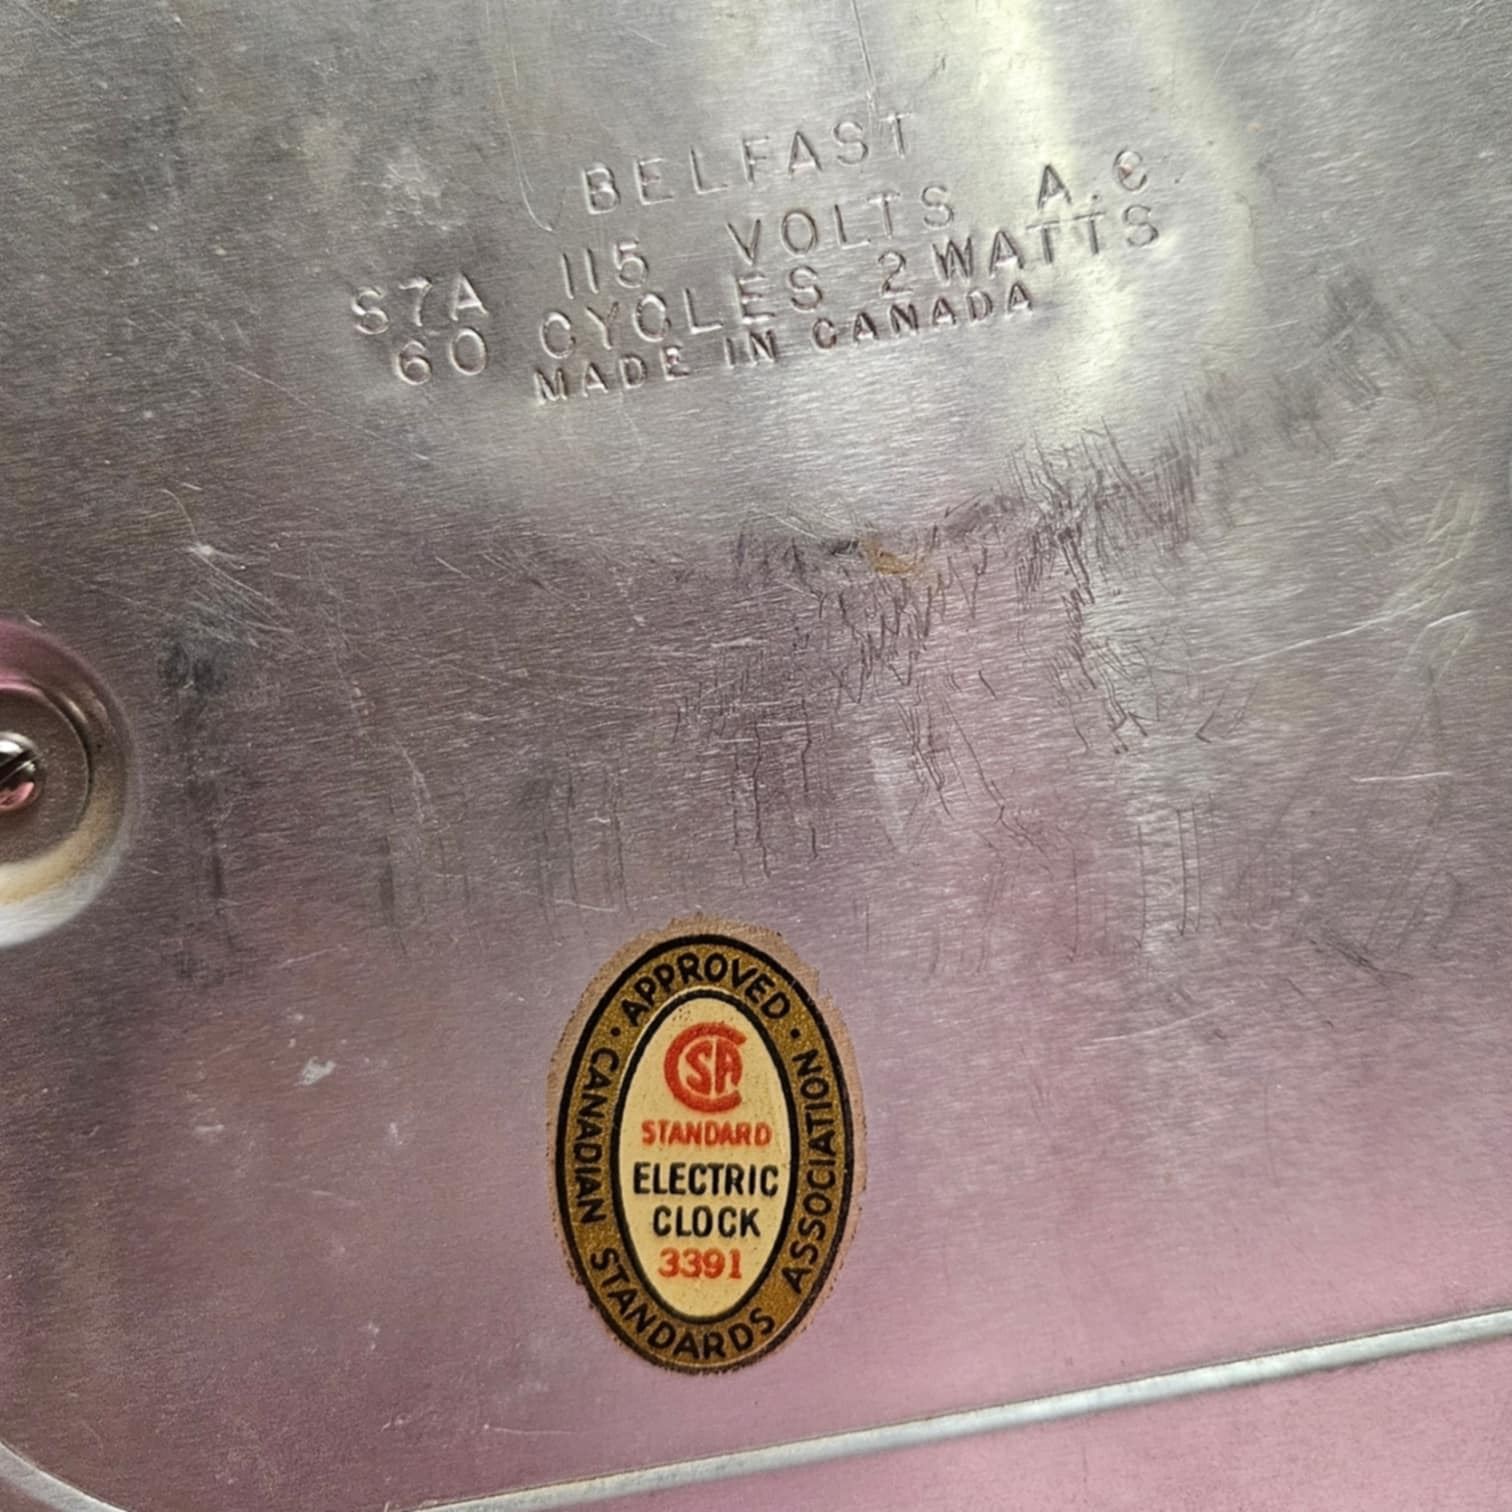 BELFAST
S7A 115 VOLTS A.C.
60 CYCLES 2 WATTS
MADE IN CANADA
· APPROVED ·
CANADIAN STANDARDS ASSOCIATION
CSA
STANDARD
ELECTRIC
CLOCK
3391